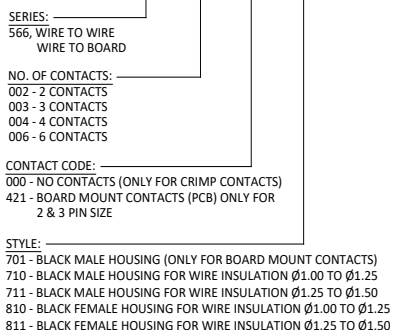 SERIES:
566, WIRE TO WIRE
WIRE TO BOARD
NO. OF CONTACTS:
002 - 2 CONTACTS
003 - 3 CONTACTS
004 - 4 CONTACTS
006 - 6 CONTACTS
CONTACT CODE:
000 - NO CONTACTS (ONLY FOR CRIMP CONTACTS)
421 - BOARD MOUNT CONTACTS (PCB) ONLY FOR
2 & 3 PIN SIZE
STYLE:
701 - BLACK MALE HOUSING (ONLY FOR BOARD MOUNT CONTACTS)
710 - BLACK MALE HOUSING FOR WIRE INSULATION Ø1.00 TO Ø1.25
711 - BLACK MALE HOUSING FOR WIRE INSULATION Ø1.25 TO Ø1.50
810 - BLACK FEMALE HOUSING FOR WIRE INSULATION Ø1.00 TO Ø1.25
811 - BLACK FEMALE HOUSING FOR WIRE INSULATION Ø1.25 TO Ø1.50